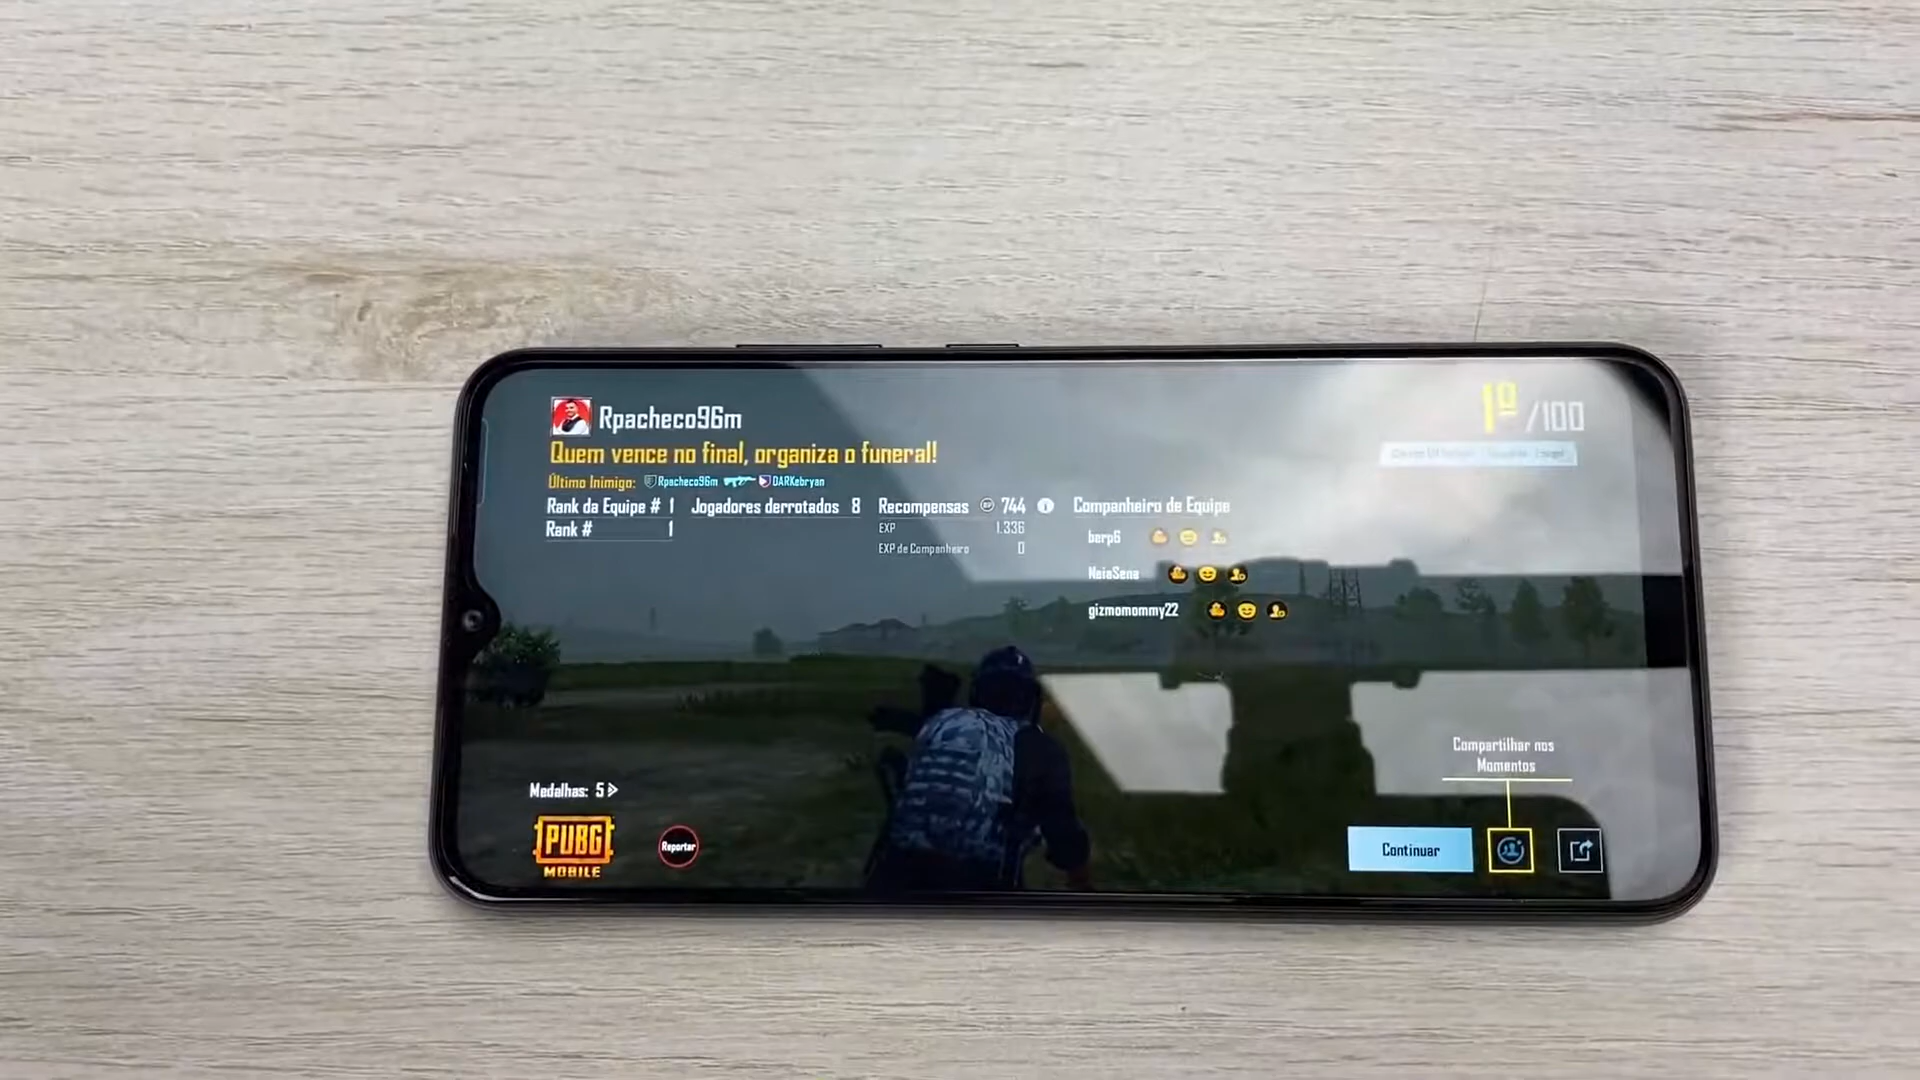 Rpacheco96m
1º/100
Quem vence no final, organiza o funeral!
Último Inimigo: Rpacheco96m DARKebryan
Rank da Equipe # 1 Jogadores derrotados 8 Recompensas 744 Companheiro de Equipe
Rank # 1
EXP 1.336
EXP de Companheiro 0
berp6
NeiaSena
gizmomommy22
Compartilhar nos
Momentos
Medalhas: 5
PUBG
MOBILE
Reportar
Continuar